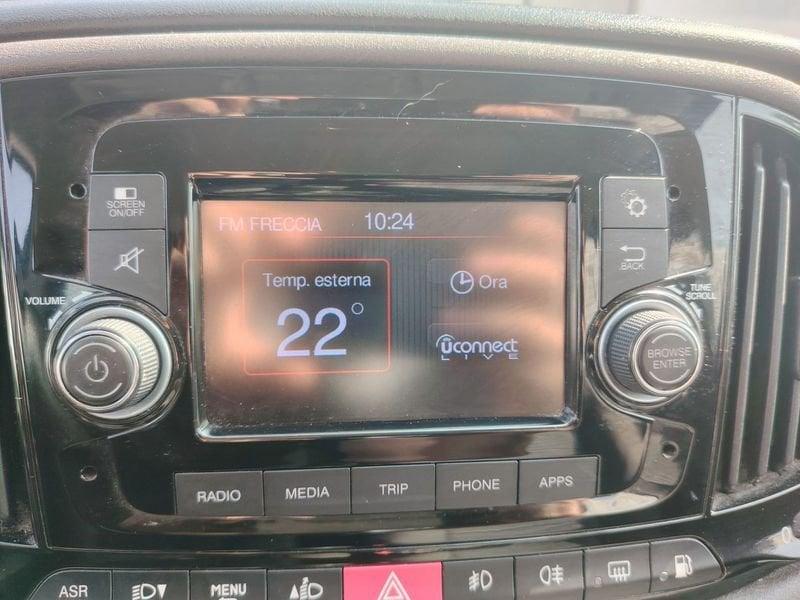 SCREEN
ON/OFF
FM FRECCIA 10:24
BACK
VOLUME
Temp. esterna
22°
Ora
uconnect
LIVE
TUNE
SCROLL
BROWSE
ENTER
RADIO MEDIA TRIP PHONE APPS
ASR MENU